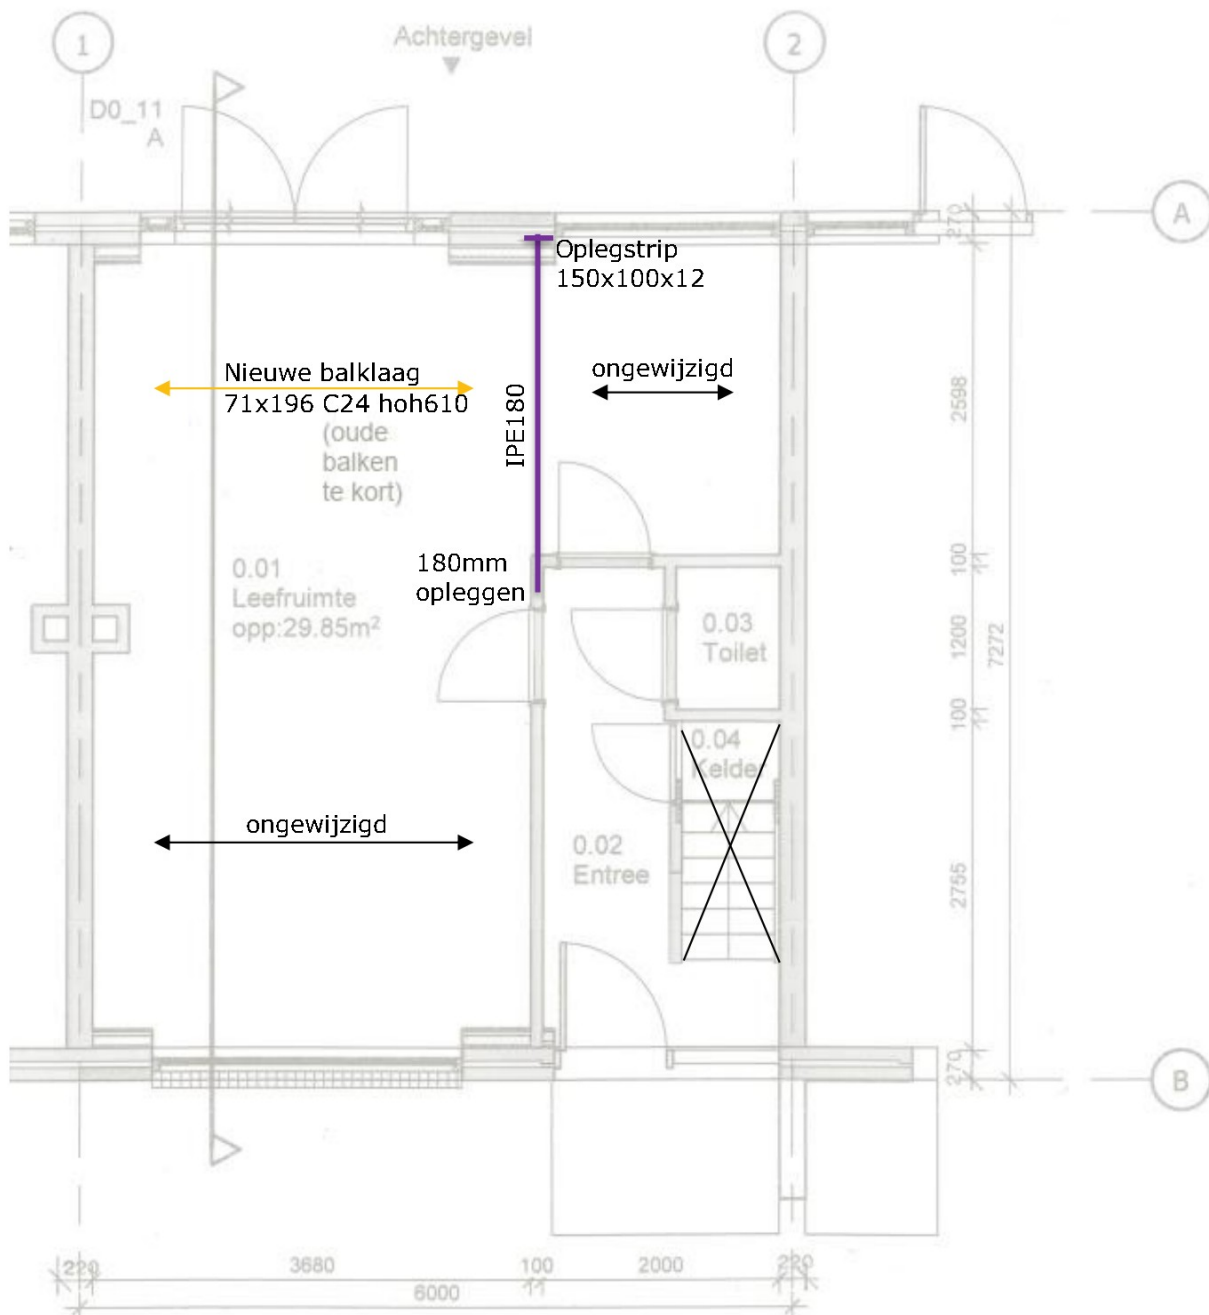 1
Achtergevel
2
D0_11
A
A
270
Oplegstrip
150x100x12
Nieuwe balklaag
71x196 C24 hoh610
(oude
balken
te kort)
ongewijzigd
IPE180
2598
180mm
opleggen
0.01
Leefruimte
opp:29.85m²
100
0.03
Toilet
1200
7272
100
0.04
Kelder
ongewijzigd
0.02
Entree
2755
270
B
220
3680
100
2000
220
6000